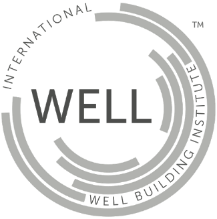 INTERNATIONAL
™
WELL
WELL BUILDING INSTITUTE